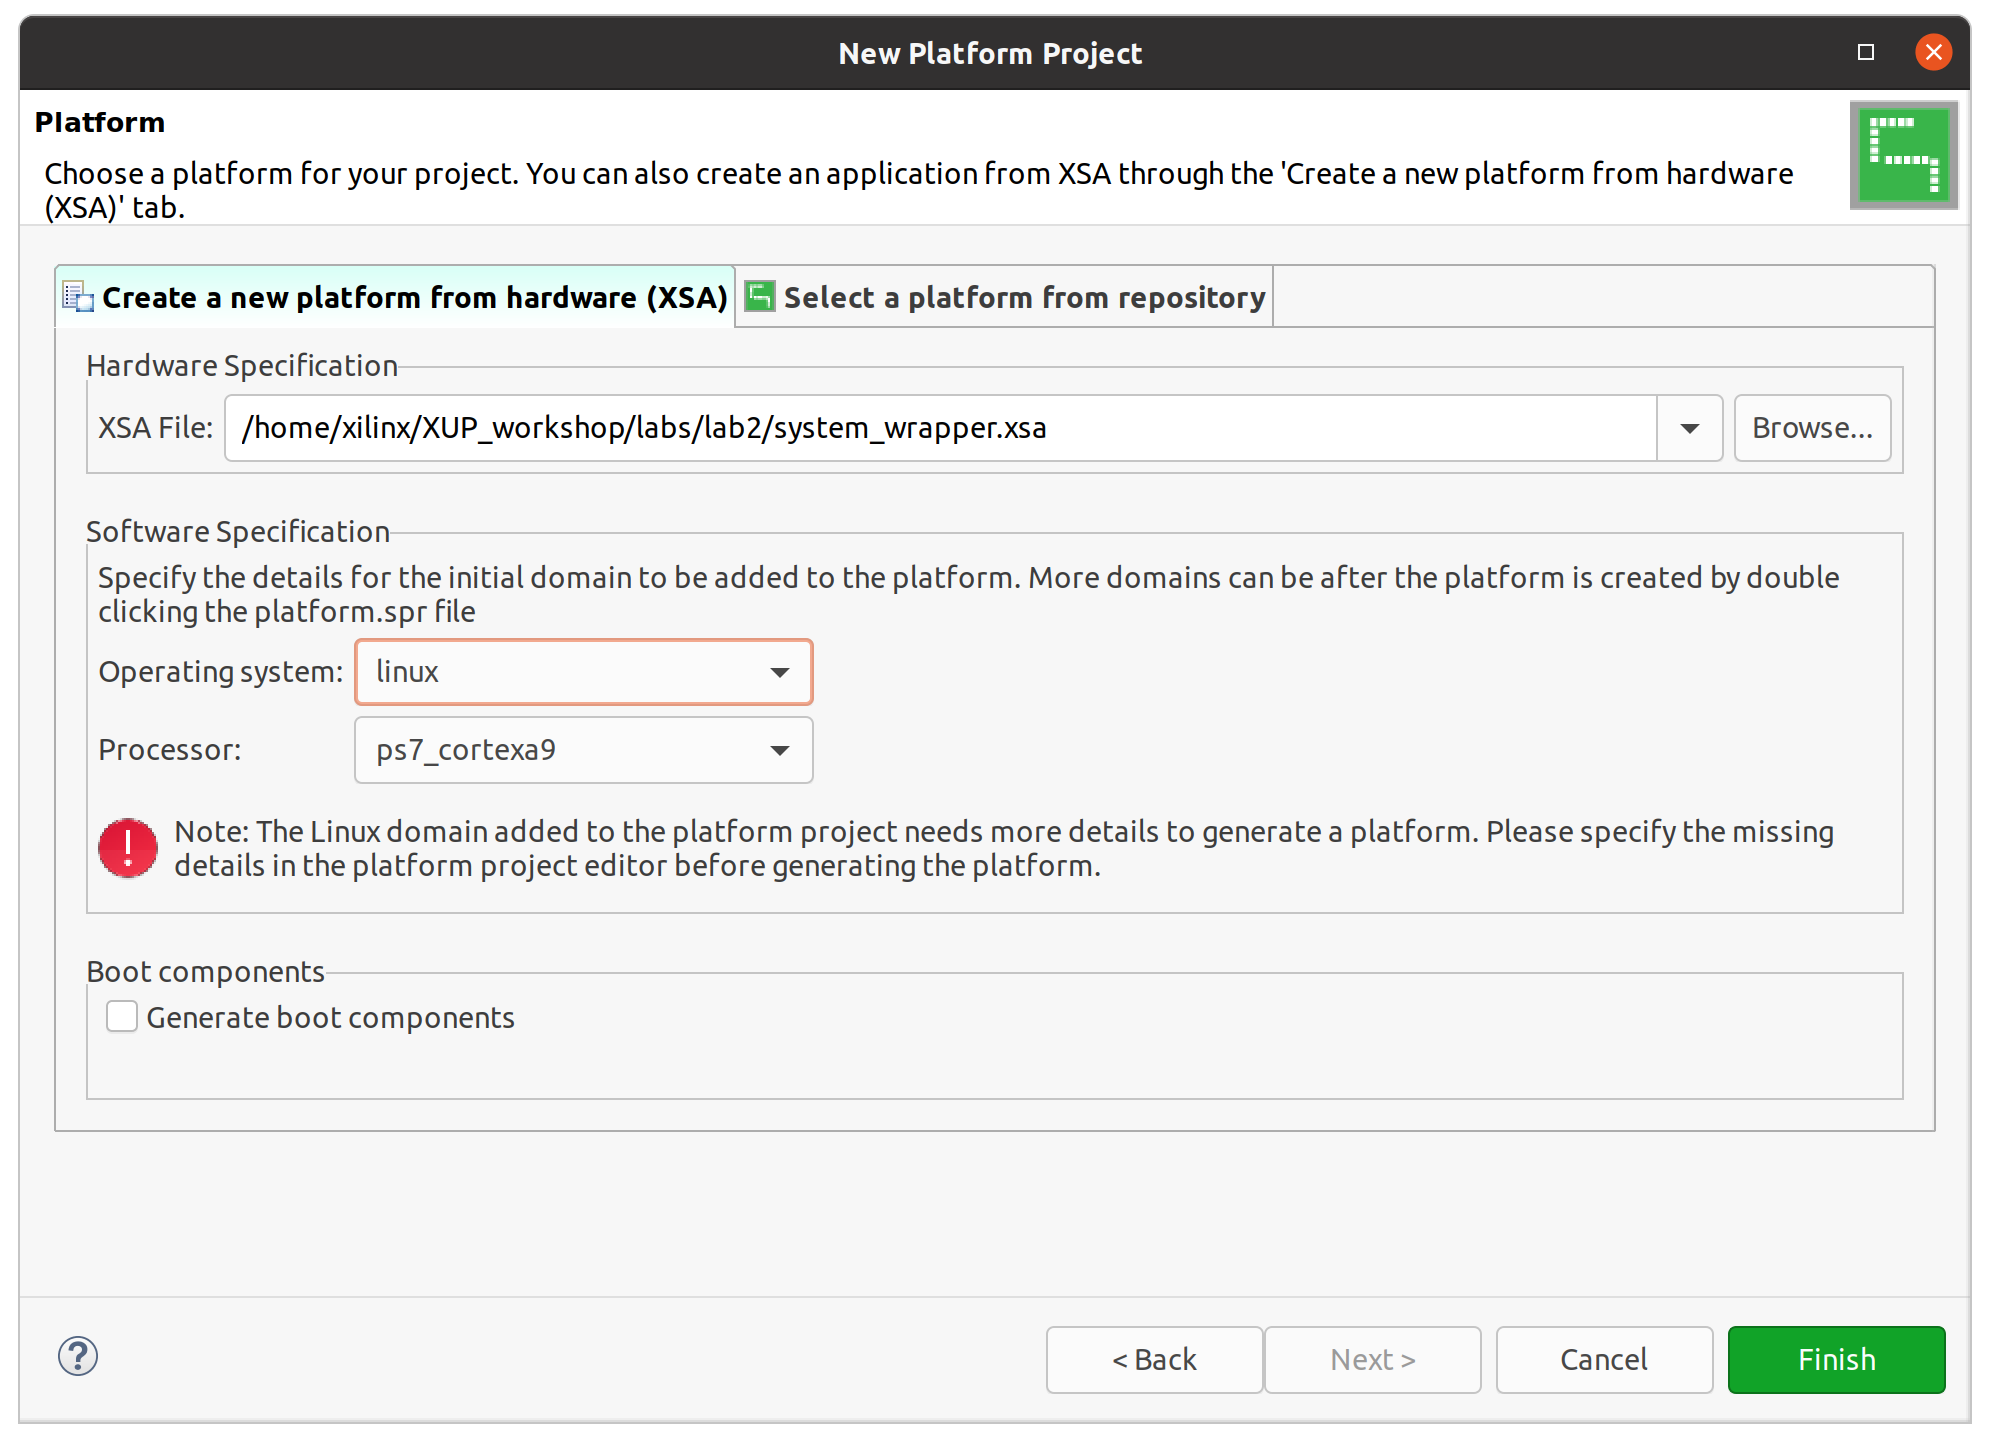 New Platform Project
Platform
Choose a platform for your project. You can also create an application from XSA through the 'Create a new platform from hardware
(XSA)' tab.
Create a new platform from hardware (XSA)
Select a platform from repository
Hardware Specification
XSA File: /home/xilinx/XUP_workshop/labs/lab2/system_wrapper.xsa Browse...
Software Specification
Specify the details for the initial domain to be added to the platform. More domains can be after the platform is created by double
clicking the platform.spr file
Operating system: linux
Processor: ps7_cortexa9
Note: The Linux domain added to the platform project needs more details to generate a platform. Please specify the missing
details in the platform project editor before generating the platform.
Boot components
Generate boot components
? < Back Next > Cancel Finish